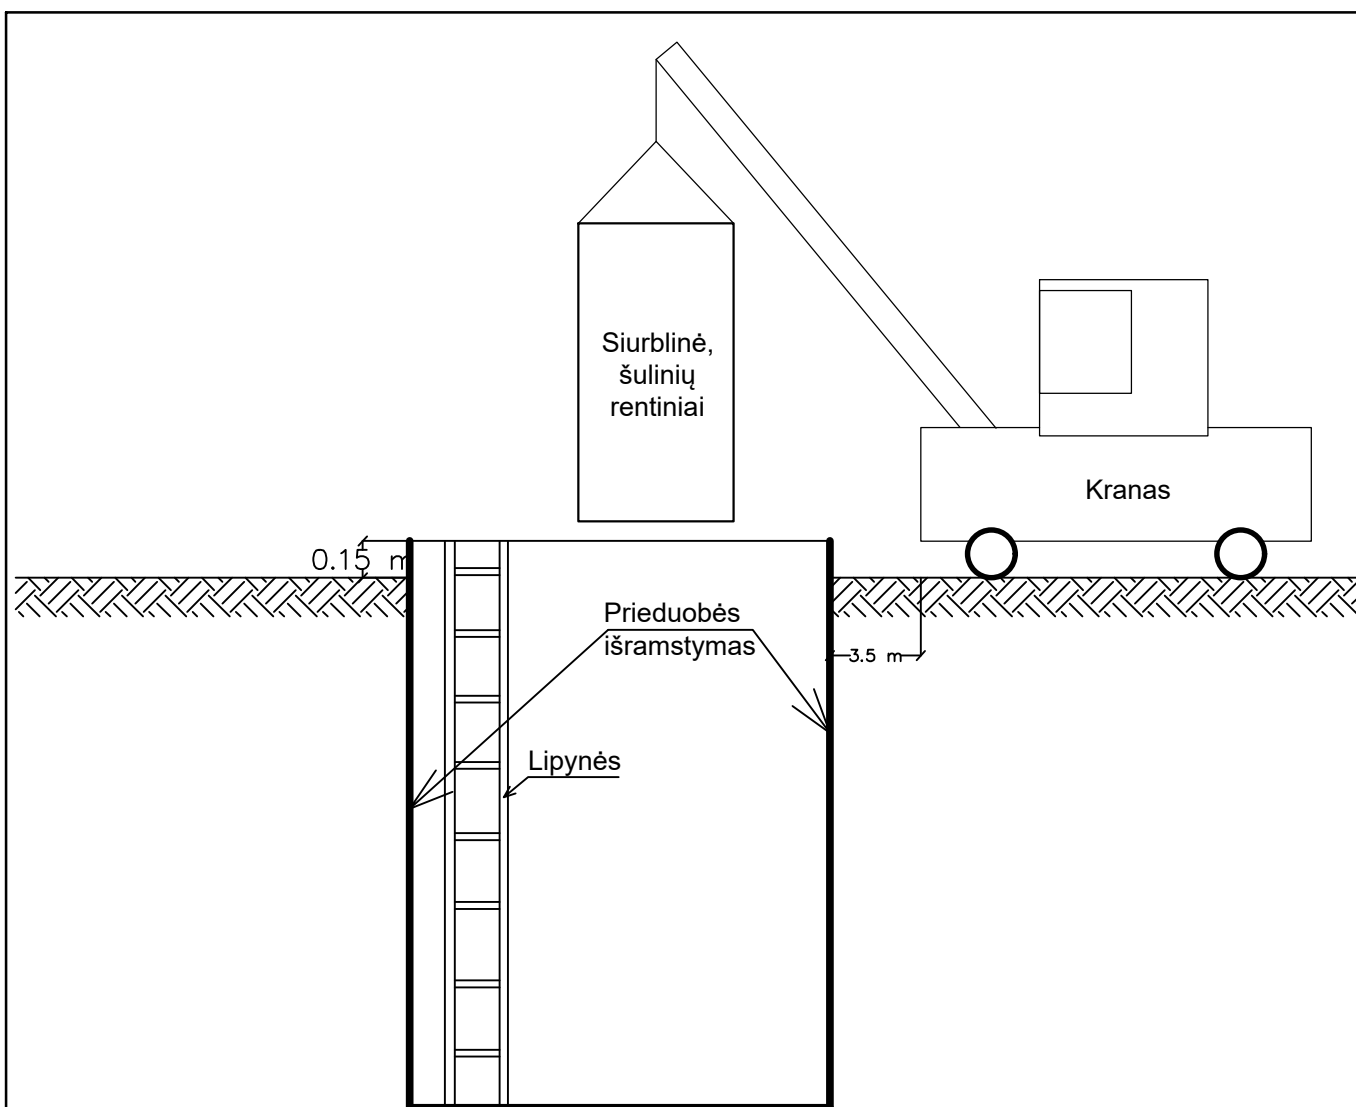 Siurblinė,
šulinių
rentiniai
Kranas
0.15 m
Prieduobės
išramstymas
3.5 m
Lipynės